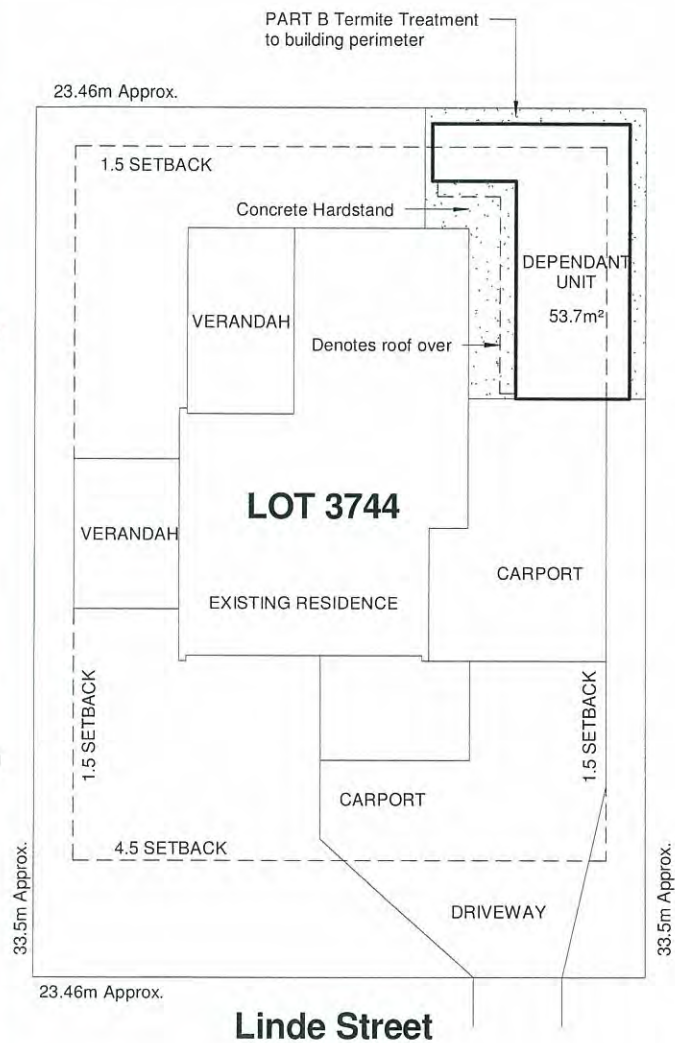 PART B Termite Treatment
to building perimeter
23.46m Approx.
1.5 SETBACK
Concrete Hardstand
DEPENDANT
UNIT
53.7m²
VERANDAH
Denotes roof over
LOT 3744
VERANDAH
CARPORT
EXISTING RESIDENCE
1.5 SETBACK
1.5 SETBACK
CARPORT
4.5 SETBACK
33.5m Approx.
33.5m Approx.
DRIVEWAY
23.46m Approx.
Linde Street